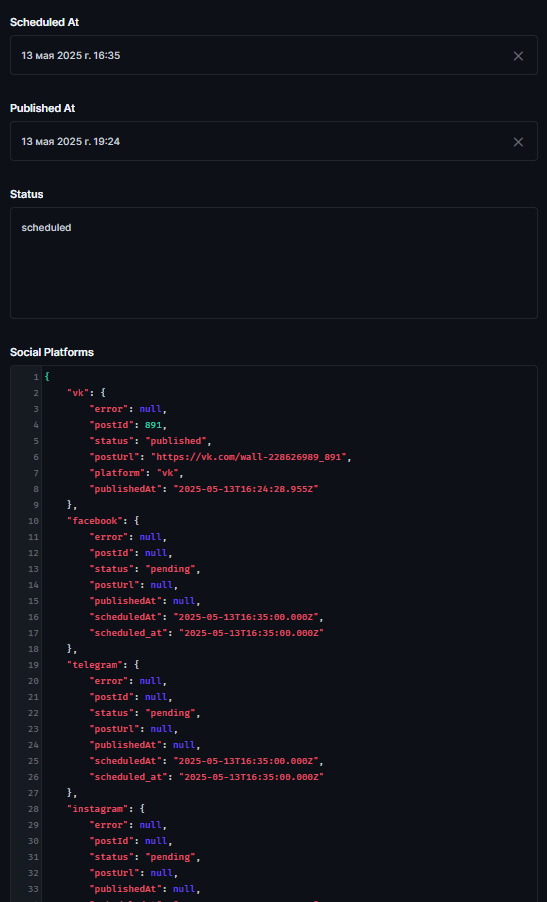 Scheduled At
13 мая 2025 г. 16:35
Published At
13 мая 2025 г. 19:24
Status
scheduled
Social Platforms
1 {
2 "vk": {
3 "error": null,
4 "postId": 891,
5 "status": "published",
6 "postUrl": "https://vk.com/wall-228626989_891",
7 "platform": "vk",
8 "publishedAt": "2025-05-13T16:24:28.955Z"
9 },
10 "facebook": {
11 "error": null,
12 "postId": null,
13 "status": "pending",
14 "postUrl": null,
15 "publishedAt": null,
16 "scheduledAt": "2025-05-13T16:35:00.000Z",
17 "scheduled_at": "2025-05-13T16:35:00.000Z"
18 },
19 "telegram": {
20 "error": null,
21 "postId": null,
22 "status": "pending",
23 "postUrl": null,
24 "publishedAt": null,
25 "scheduledAt": "2025-05-13T16:35:00.000Z",
26 "scheduled_at": "2025-05-13T16:35:00.000Z"
27 },
28 "instagram": {
29 "error": null,
30 "postId": null,
31 "status": "pending",
32 "postUrl": null,
33 "publishedAt": null,